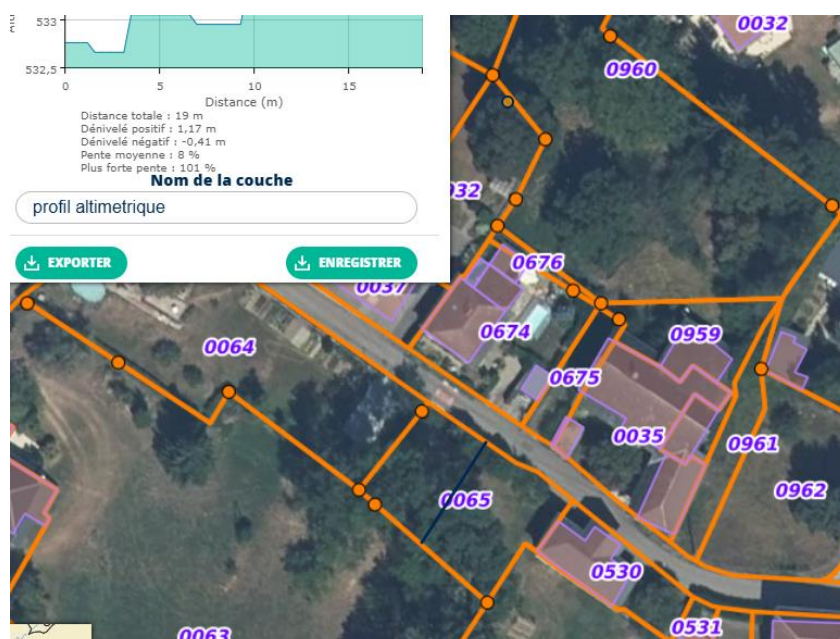 533
532,5
0
5
10
15
Distance (m)
Distance totale : 19 m
Dénivelé positif : 1,17 m
Dénivelé négatif : -0,41 m
Pente moyenne : 8 %
Plus forte pente : 101 %
Nom de la couche
profil altimetrique
EXPORTER
ENREGISTRER
0032
0960
0676
0037
0674
0959
0064
0675
0035
0961
0065
0962
0530
0531
0063